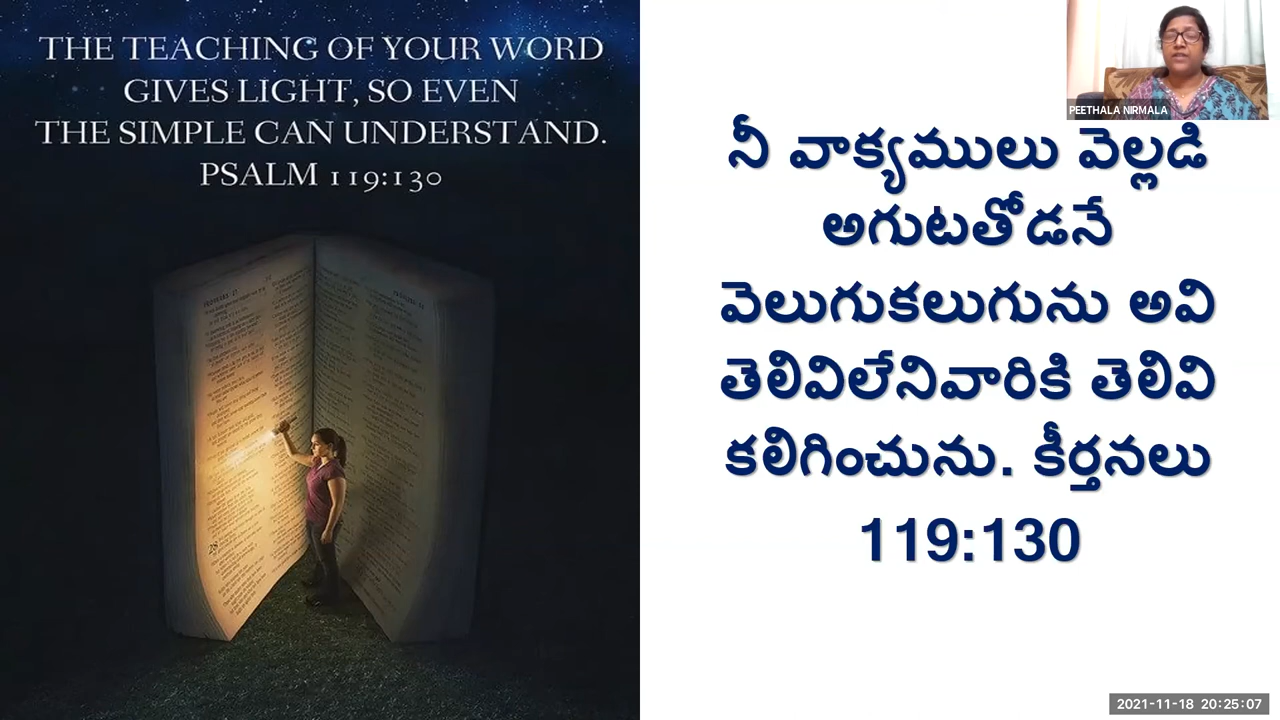 THE TEACHING OF YOUR WORD
GIVES LIGHT, SO EVEN
THE SIMPLE CAN UNDERSTAND.
PSALM 119:130
PEETHALA NIRMALA
నీ వాక్యములు వెల్లడి
అగుటతోడనే
వెలుగుకలుగును అవి
తెలివిలేనివారికి తెలివి
కలిగించును. కీర్తనలు
119:130
2021-11-18 20:25:07